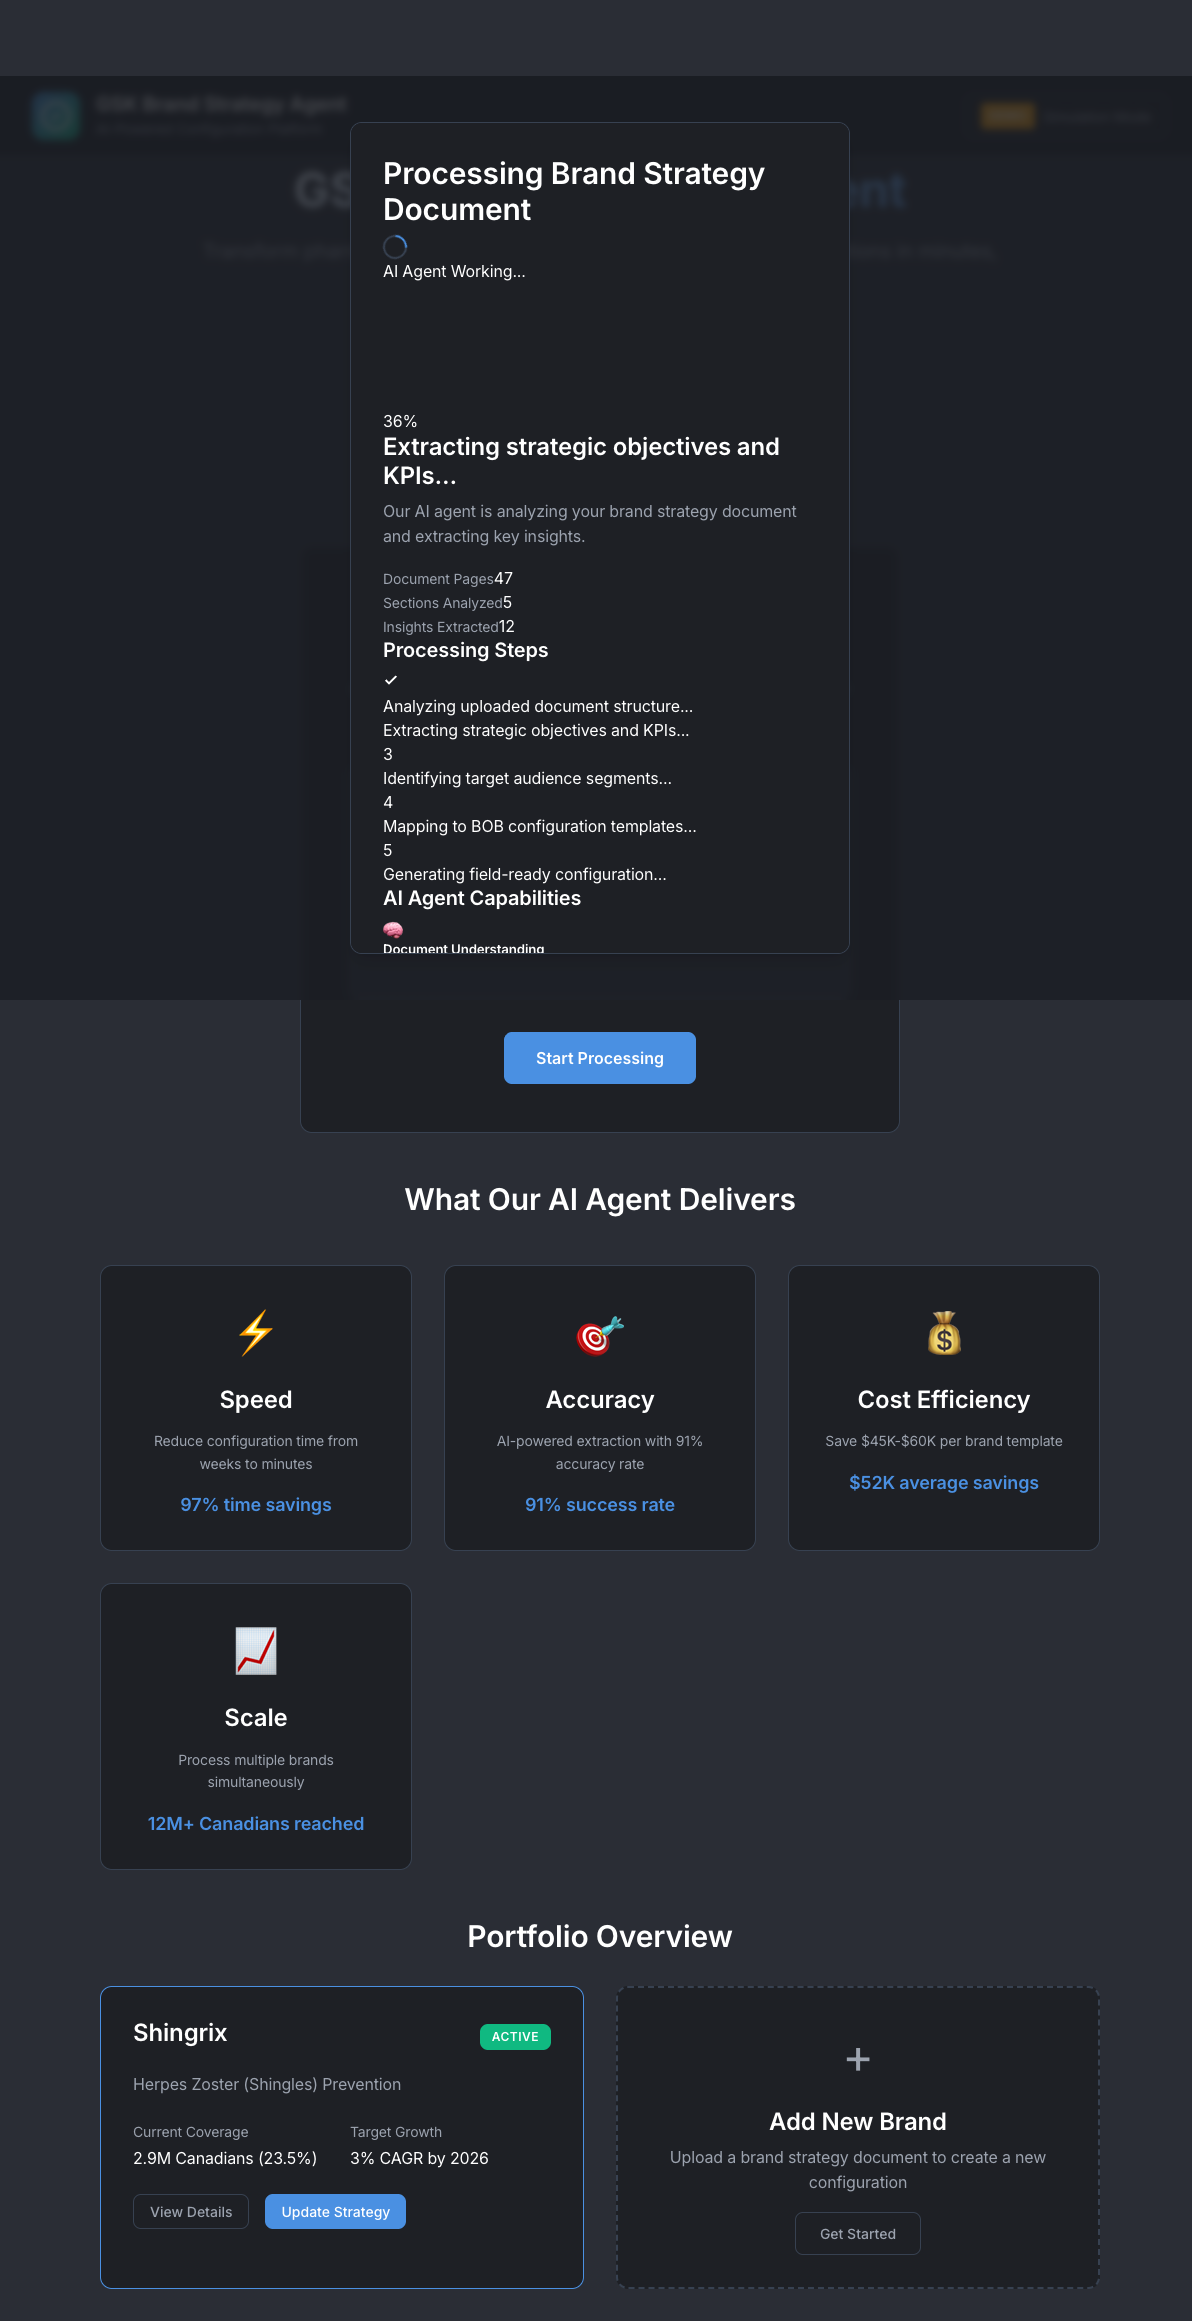 GSK Brand Strategy Agent
Processing Brand Strategy
Document
AI Agent Working...
36%
Extracting strategic objectives and
KPIs...
Our AI agent is analyzing your brand strategy document
and extracting key insights.
Document Pages47
Sections Analyzed5
Insights Extracted12
Processing Steps
✓
Analyzing uploaded document structure...
Extracting strategic objectives and KPIs...
3
Identifying target audience segments...
4
Mapping to BOB configuration templates...
5
Generating field-ready configuration...
AI Agent Capabilities
Document Understanding
Start Processing
What Our AI Agent Delivers
Speed
Reduce configuration time from
weeks to minutes
97% time savings
Accuracy
AI-powered extraction with 91%
accuracy rate
91% success rate
Cost Efficiency
Save $45K-$60K per brand template
$52K average savings
Scale
Process multiple brands
simultaneously
12M+ Canadians reached
Portfolio Overview
Shingrix
ACTIVE
Herpes Zoster (Shingles) Prevention
Current Coverage
Target Growth
2.9M Canadians (23.5%)
3% CAGR by 2026
View Details
Update Strategy
+
Add New Brand
Upload a brand strategy document to create a new
configuration
Get Started